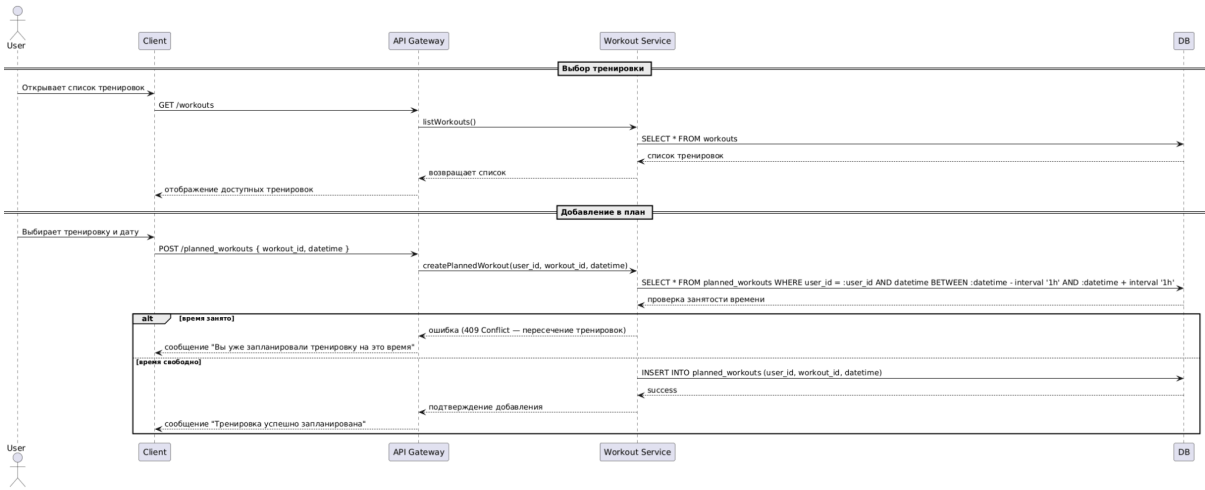 User
Client
API Gateway
Workout Service
DB
Выбор тренировки
Открывает список тренировок
GET /workouts
listWorkouts()
SELECT * FROM workouts
список тренировок
возвращает список
отображение доступных тренировок
Добавление в план
Выбирает тренировку и дату
POST /planned_workouts { workout_id, datetime }
createPlannedWorkout(user_id, workout_id, datetime)
SELECT * FROM planned_workouts WHERE user_id = :user_id AND datetime BETWEEN :datetime - interval '1h' AND :datetime + interval '1h'
проверка занятости времени
alt [время занято]
ошибка (409 Conflict — пересечение тренировок)
сообщение "Вы уже запланировали тренировку на это время"
[время свободно]
INSERT INTO planned_workouts (user_id, workout_id, datetime)
success
подтверждение добавления
сообщение "Тренировка успешно запланирована"
User
Client
API Gateway
Workout Service
DB